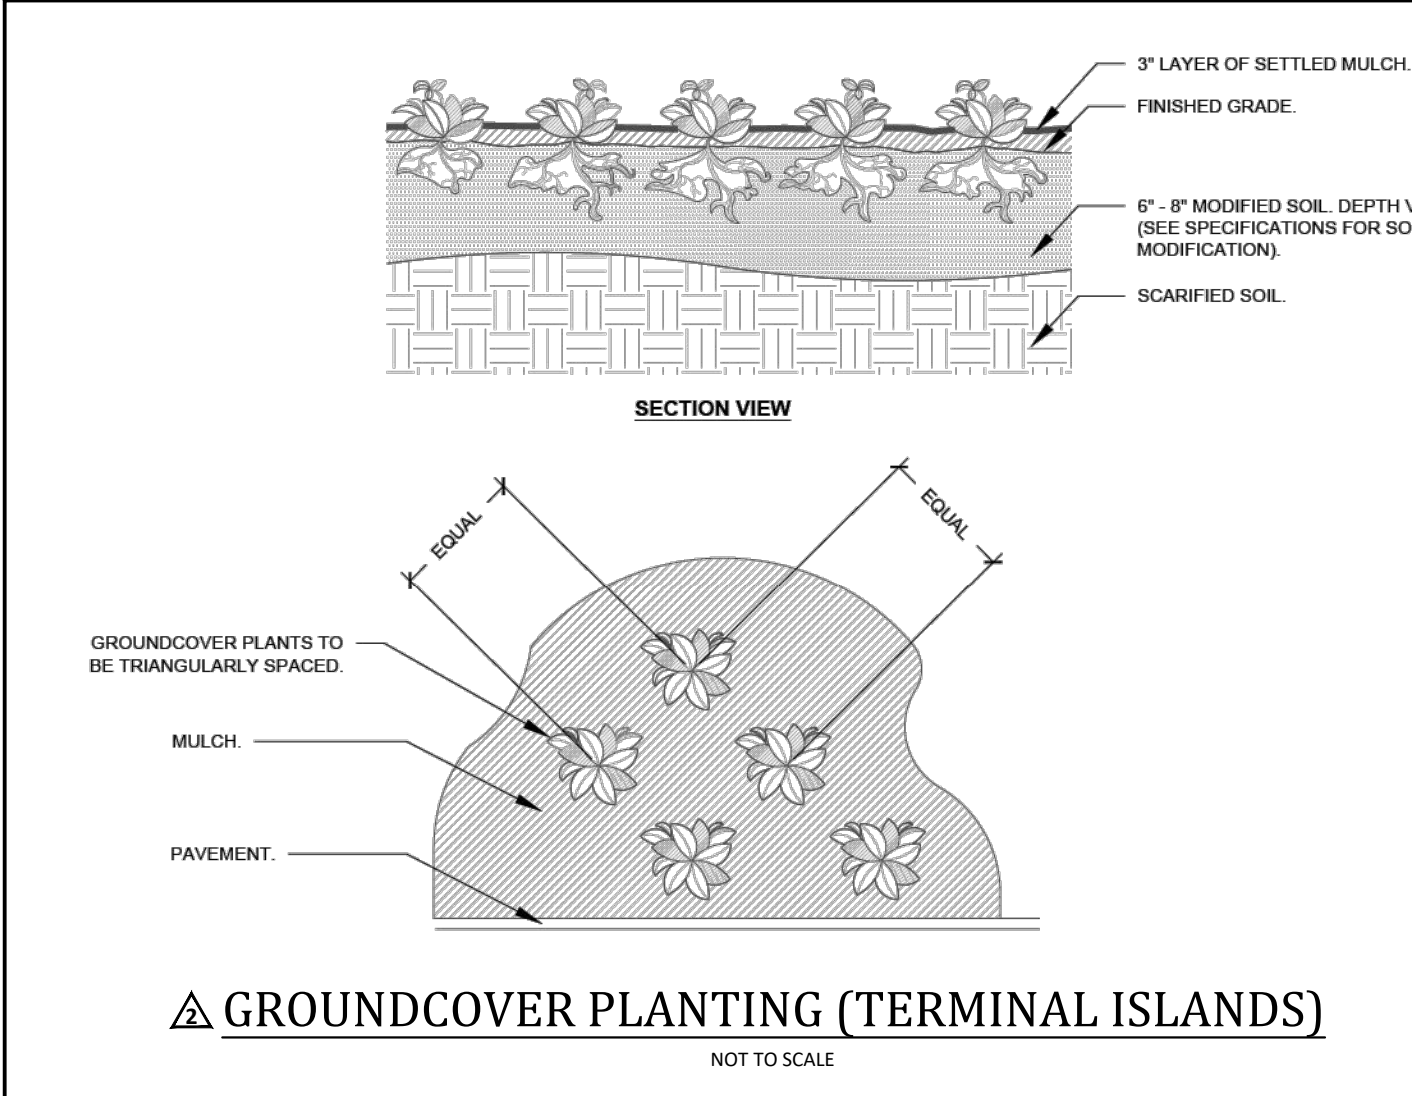 3" LAYER OF SETTLED MULCH.
FINISHED GRADE.
6" - 8" MODIFIED SOIL. DEPTH
(SEE SPECIFICATIONS FOR
MODIFICATION).
SCARIFIED SOIL.
SECTION VIEW
EQUAL
EQUAL
GROUNDCOVER PLANTS TO
BE TRIANGULARLY SPACED.
MULCH.
PAVEMENT.
2 GROUNDCOVER PLANTING (TERMINAL ISLANDS)
NOT TO SCALE